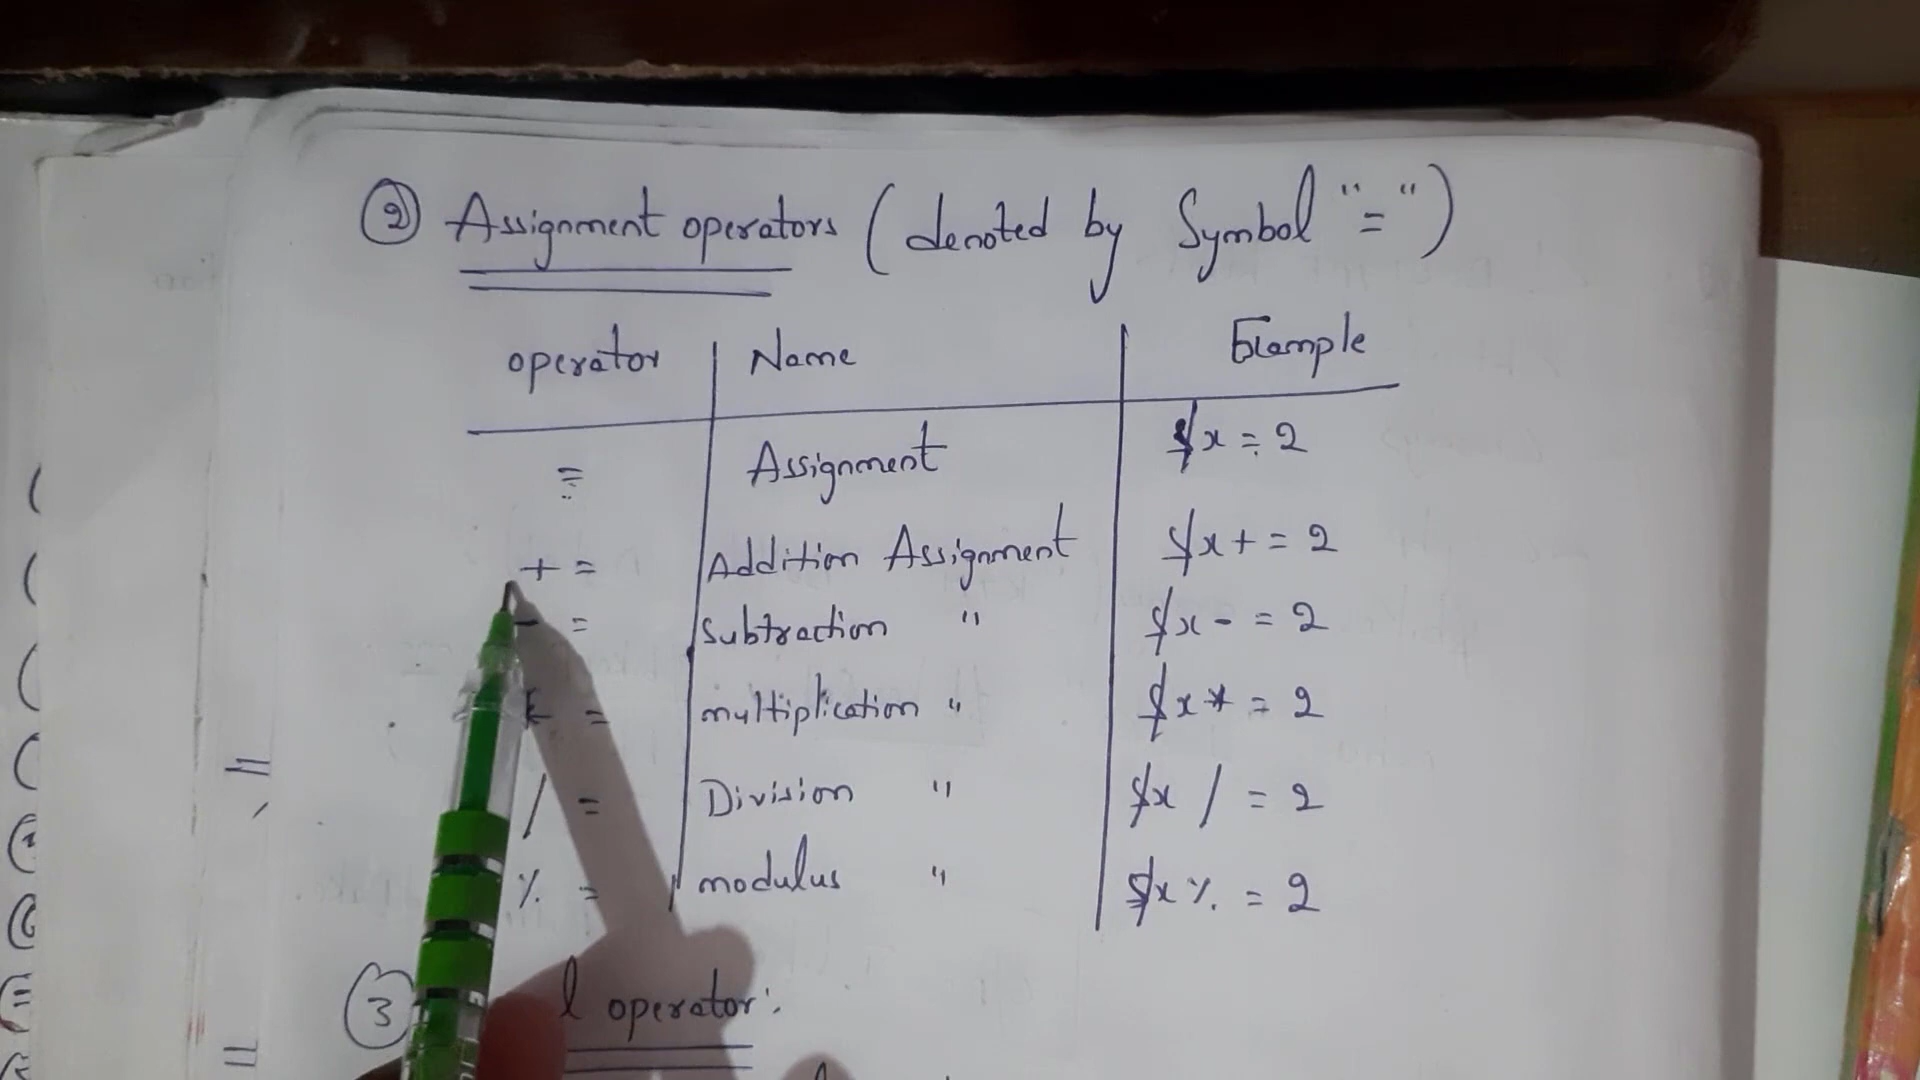 ② Assignment operators ( denoted by Symbol "=" )
operator | Name | Example
= | Assignment | $x = 2
+ = | Addition Assignment | $x + = 2
- = | Subtraction " | $x - = 2
* = | multiplication " | $x * = 2
/ = | Division " | $x / = 2
% = | modulus " | $x % = 2
③ l operator: